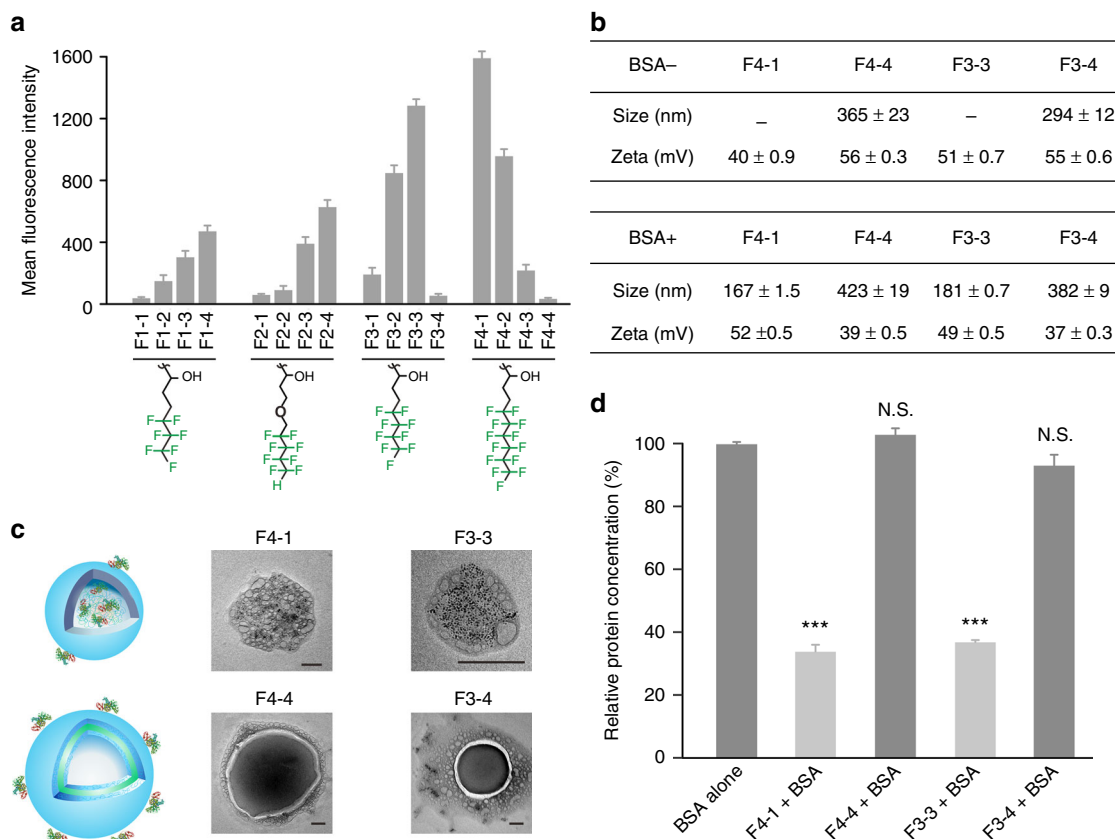 a
Mean fluorescence intensity
1600
1200
800
400
0
F1-1 F1-2 F1-3 F1-4 F2-1 F2-2 F2-3 F2-4 F3-1 F3-2 F3-3 F3-4 F4-1 F4-2 F4-3 F4-4
OH OH OH OH
O
F F F F F F F
F F F F F F F F H
F F F F F F F F F
F F F F F F F F F F F F F
b
BSA– F4-1 F4-4 F3-3 F3-4
Size (nm) – 365 ± 23 – 294 ± 12
Zeta (mV) 40 ± 0.9 56 ± 0.3 51 ± 0.7 55 ± 0.6
BSA+ F4-1 F4-4 F3-3 F3-4
Size (nm) 167 ± 1.5 423 ± 19 181 ± 0.7 382 ± 9
Zeta (mV) 52 ±0.5 39 ± 0.5 49 ± 0.5 37 ± 0.3
c
F4-1 F3-3
F4-4 F3-4
d
Relative protein concentration (%)
100
80
60
40
20
0
***
N.S.
***
N.S.
BSA alone
F4-1 + BSA
F4-4 + BSA
F3-3 + BSA
F3-4 + BSA